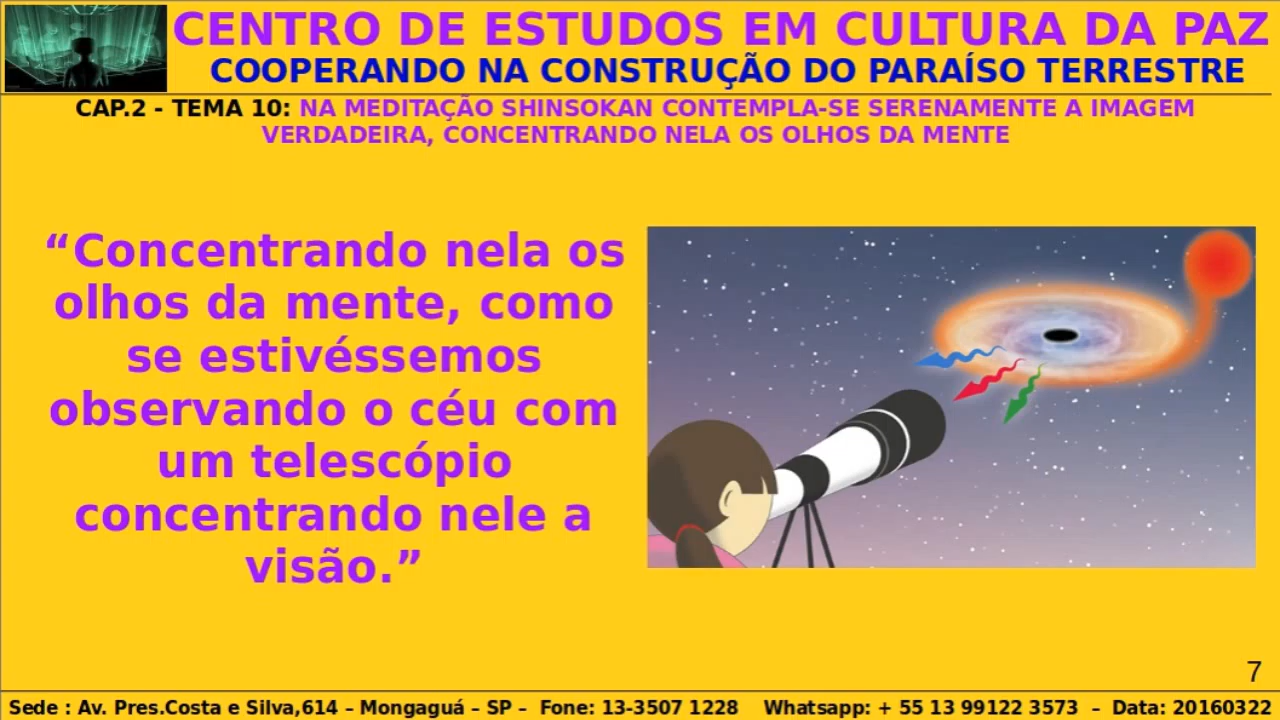 CENTRO DE ESTUDOS EM CULTURA DA PAZ
COOPERANDO NA CONSTRUÇÃO DO PARAÍSO TERRESTRE
CAP.2 - TEMA 10: NA MEDITAÇÃO SHINSOKAN CONTEMPLA-SE SERENAMENTE A IMAGEM
VERDADEIRA, CONCENTRANDO NELA OS OLHOS DA MENTE
“Concentrando nela os
olhos da mente, como
se estivéssemos
observando o céu com
um telescópio
concentrando nele a
visão.”
7
Sede : Av. Pres.Costa e Silva,614 – Mongaguá – SP – Fone: 13-3507 1228 Whatsapp: + 55 13 99122 3573 – Data: 20160322